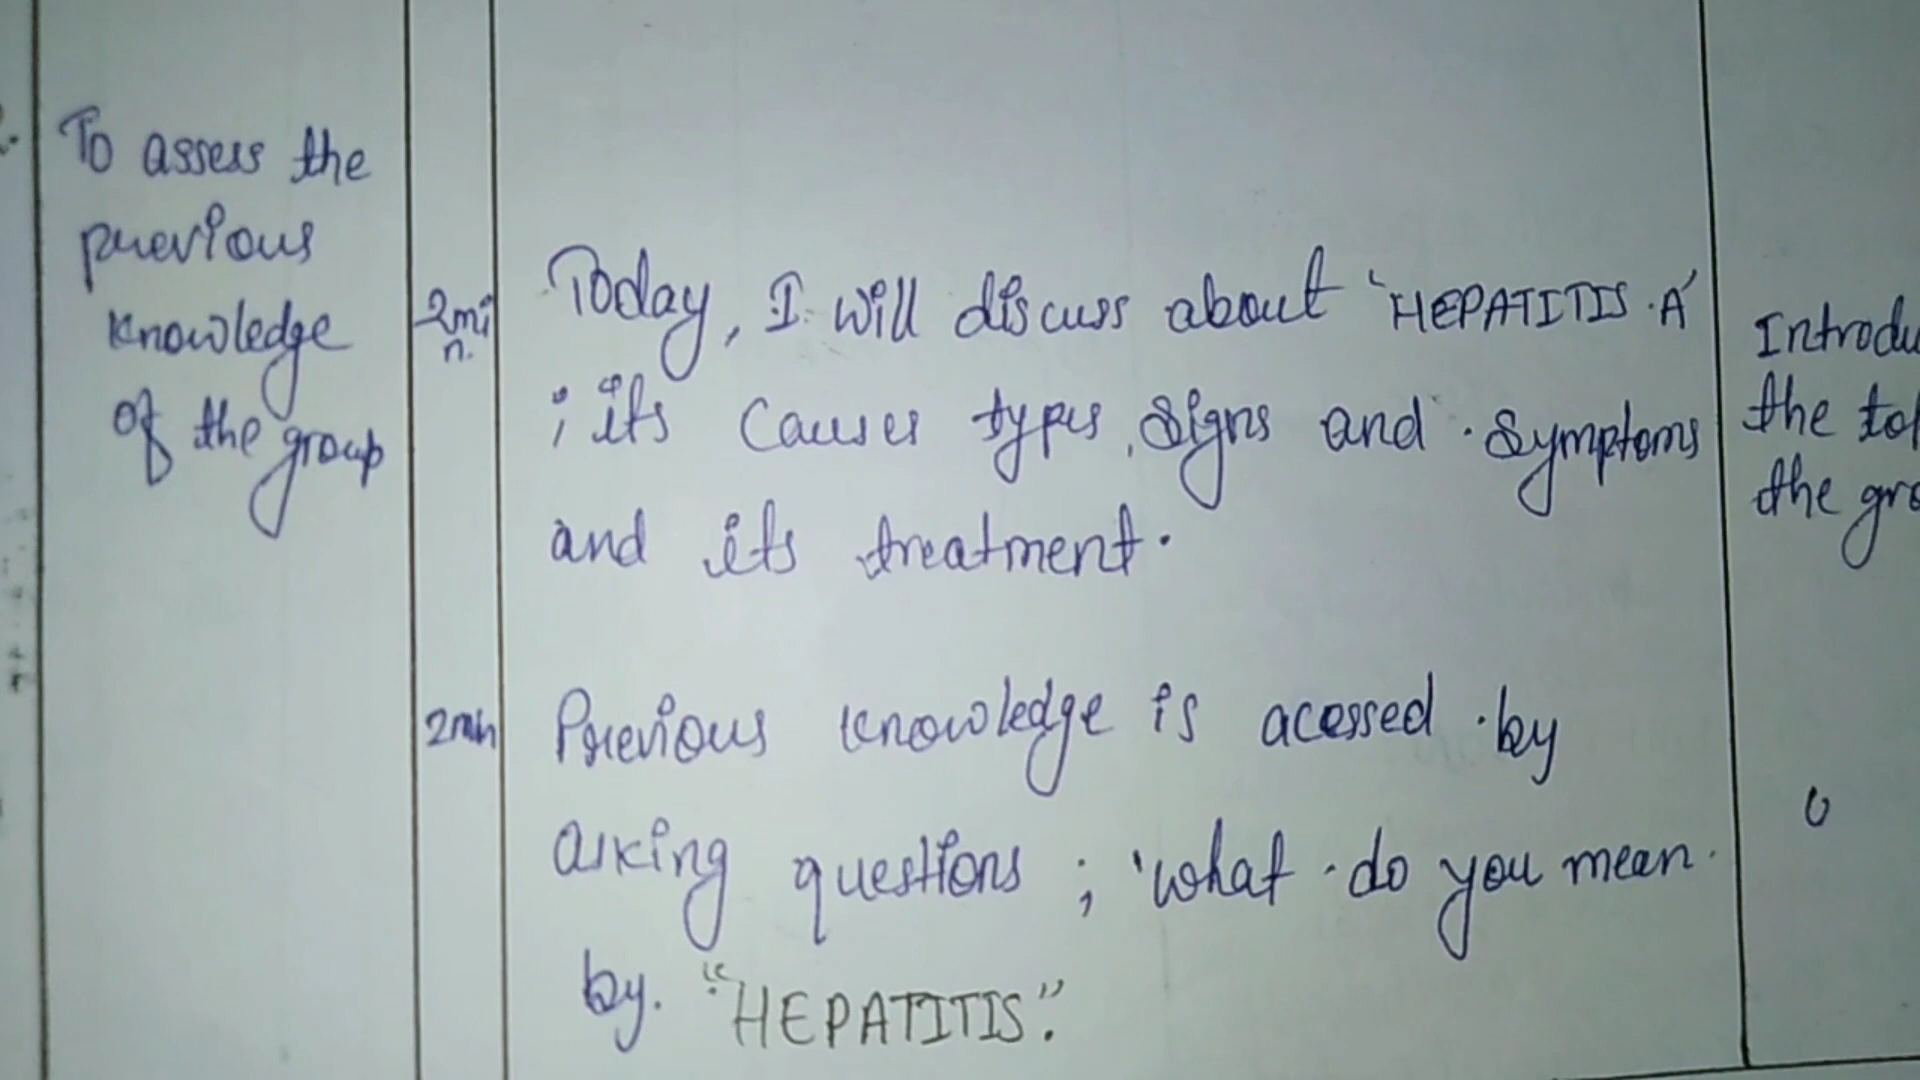 To assess the
previous
knowledge
of the group
2mi
n.
Today, I will discuss about 'HEPATITIS A'
; its causes types, signs and symptoms
and its treatment.
2min
Previous knowledge is acessed by
asking questions ; 'what do you mean
by. "HEPATITIS".
Introdu
the to
the gro